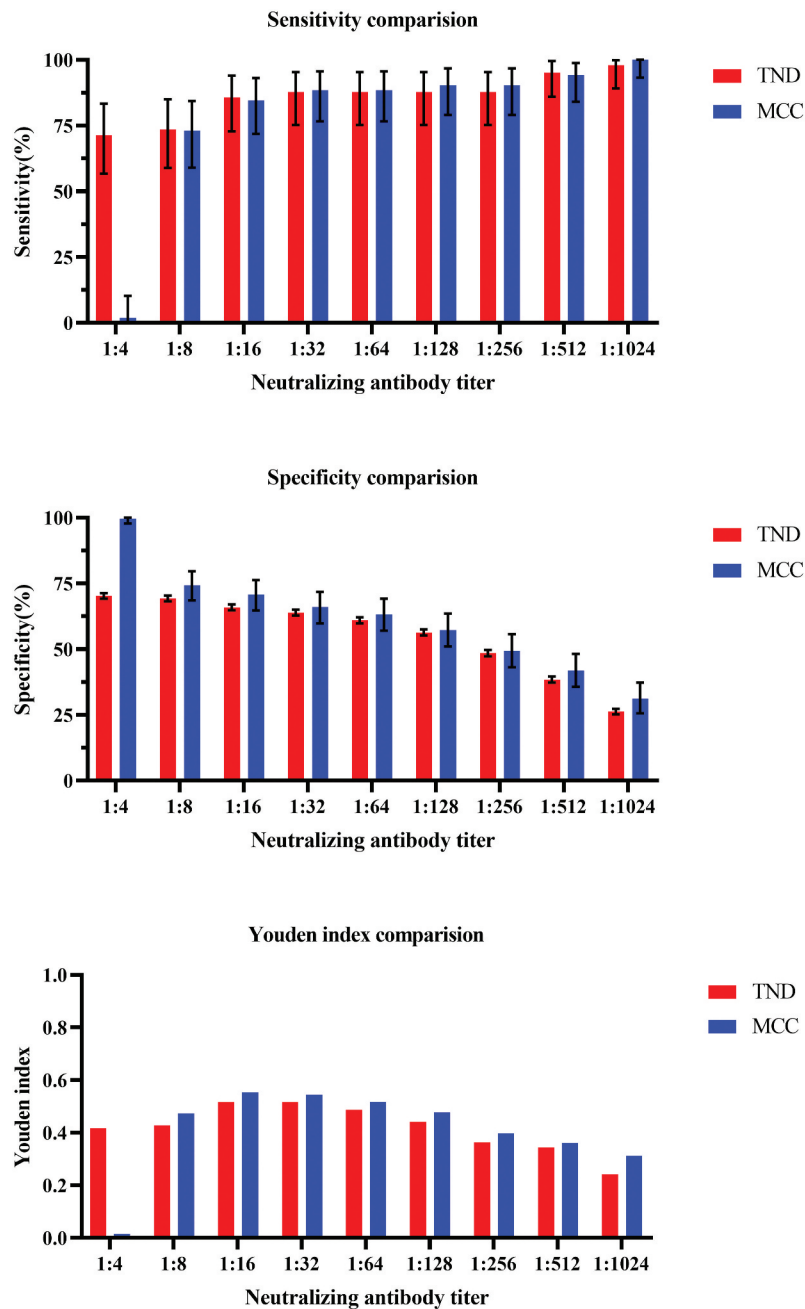 Sensitivity comparision
100
75
50
25
0
Sensitivity(%)
1:4 1:8 1:16 1:32 1:64 1:128 1:256 1:512 1:1024
Neutralizing antibody titer
TND
MCC
Specificity comparision
100
75
50
25
0
Specificity(%)
1:4 1:8 1:16 1:32 1:64 1:128 1:256 1:512 1:1024
Neutralizing antibody titer
TND
MCC
Youden index comparision
1.0
0.8
0.6
0.4
0.2
0.0
Youden index
1:4 1:8 1:16 1:32 1:64 1:128 1:256 1:512 1:1024
Neutralizing antibody titer
TND
MCC